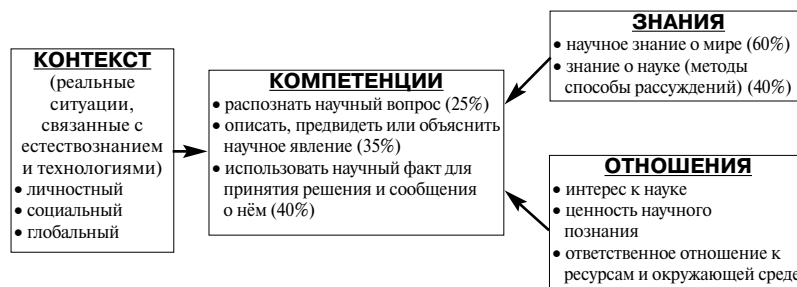 КОНТЕКСТ
(реальные
ситуации,
связанные с
естествознанием
и технологиями)
• личностный
• социальный
• глобальный
КОМПЕТЕНЦИИ
• распознать научный вопрос (25%)
• описать, предвидеть или объяснить
научное явление (35%)
• использовать научный факт для
принятия решения и сообщения
о нём (40%)
ЗНАНИЯ
• научное знание о мире (60%)
• знание о науке (методы
способы рассуждений) (40%)
ОТНОШЕНИЯ
• интерес к науке
• ценность научного
познания
• ответственное отношение к
ресурсам и окружающей среде